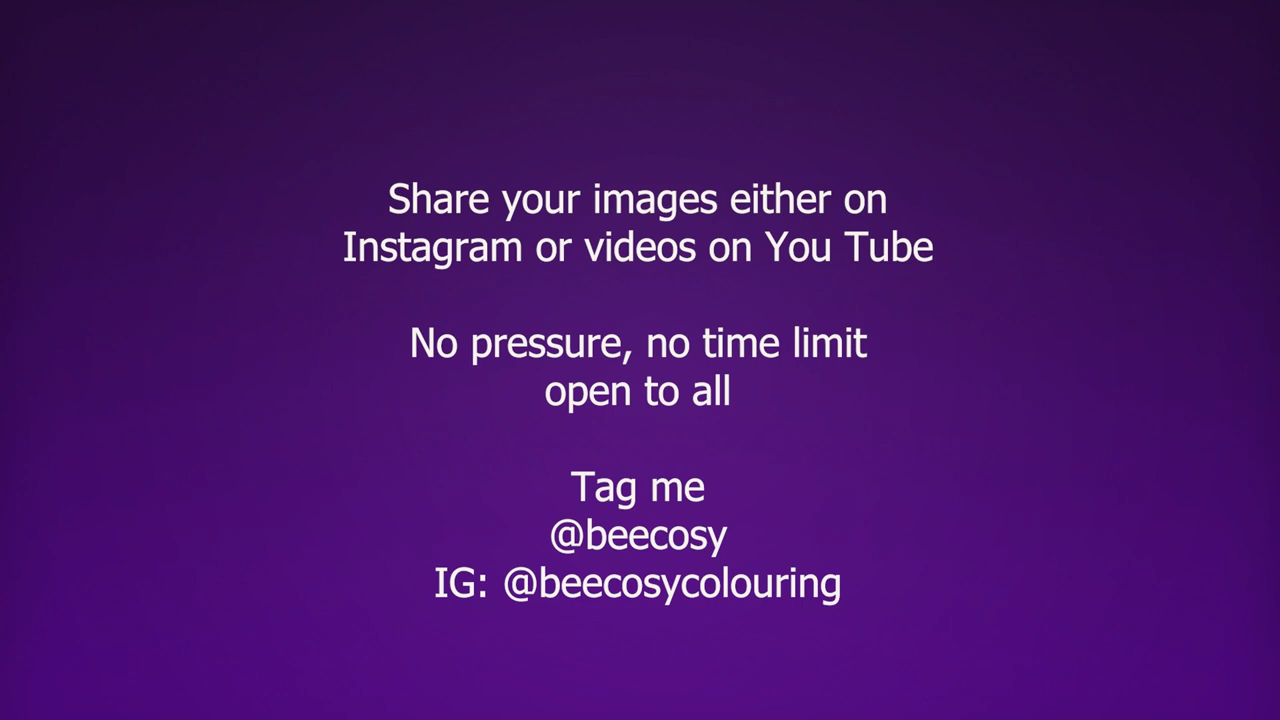 Share your images either on
Instagram or videos on You Tube
No pressure, no time limit
open to all
Tag me
@beecosy
IG: @beecosycolouring